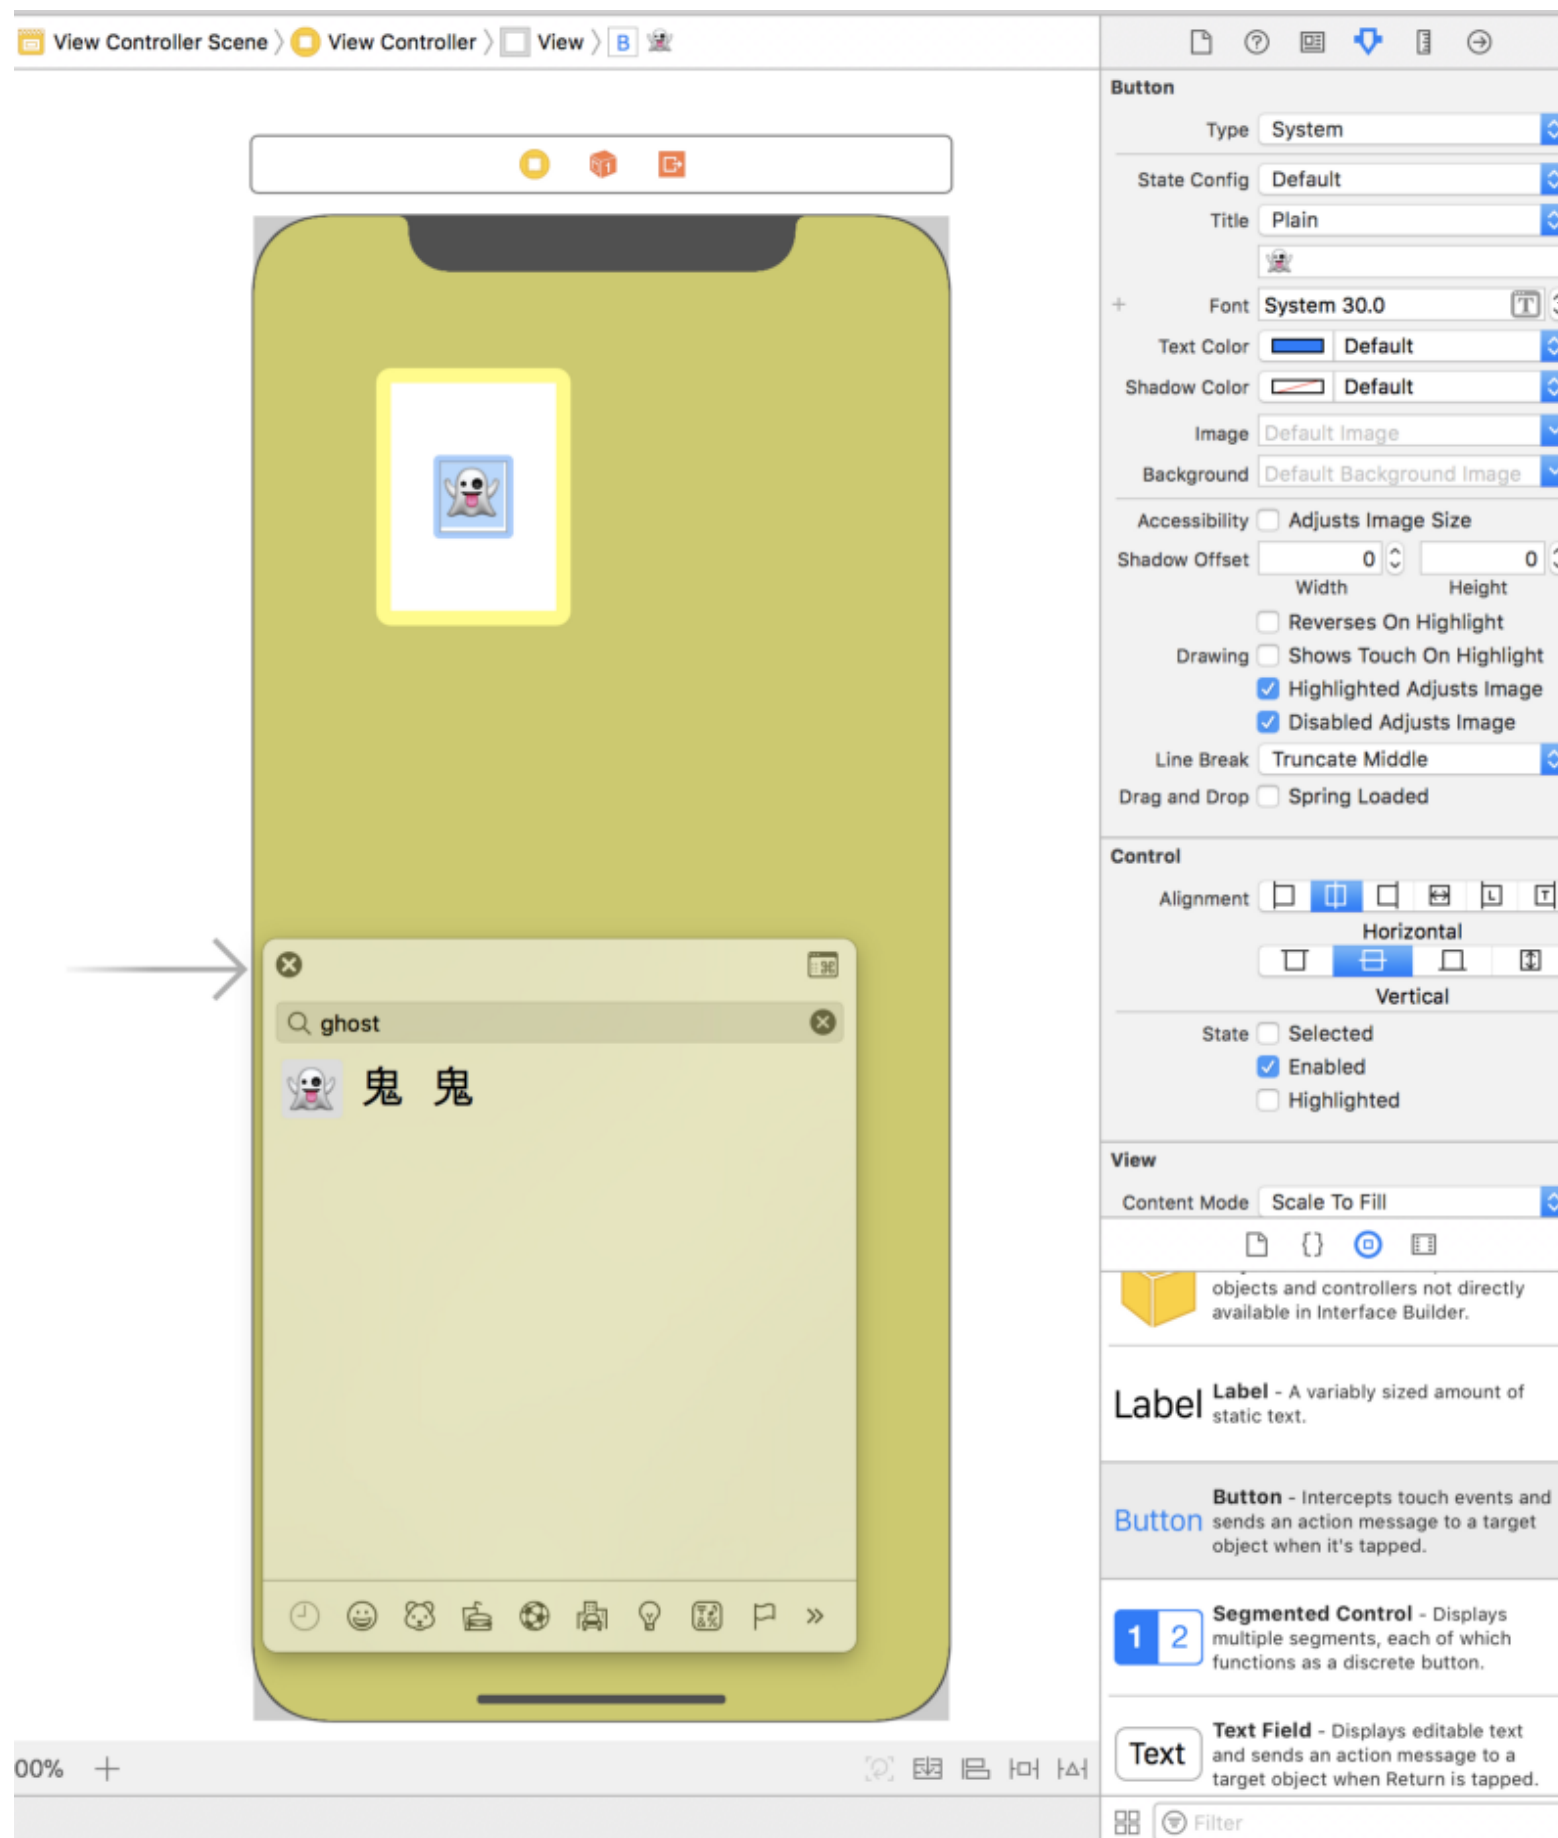 View Controller Scene 〉 View Controller 〉 View 〉 B 👻
Button
Type System
State Config Default
Title Plain
👻
Font System 30.0 T
Text Color Default
Shadow Color Default
Image Default Image
Background Default Background Image
Accessibility Adjusts Image Size
Shadow Offset 0 0
Width Height
Reverses On Highlight
Drawing Shows Touch On Highlight
Highlighted Adjusts Image
Disabled Adjusts Image
Line Break Truncate Middle
Drag and Drop Spring Loaded
Control
Alignment
Horizontal
Vertical
State Selected
Enabled
Highlighted
View
Content Mode Scale To Fill
ghost
👻 鬼 鬼
objects and controllers not directly
available in Interface Builder.
Label
Label - A variably sized amount of
static text.
Button
Button - Intercepts touch events and
sends an action message to a target
object when it's tapped.
1 2
Segmented Control - Displays
multiple segments, each of which
functions as a discrete button.
Text
Text Field - Displays editable text
and sends an action message to a
target object when Return is tapped.
00% +
Filter